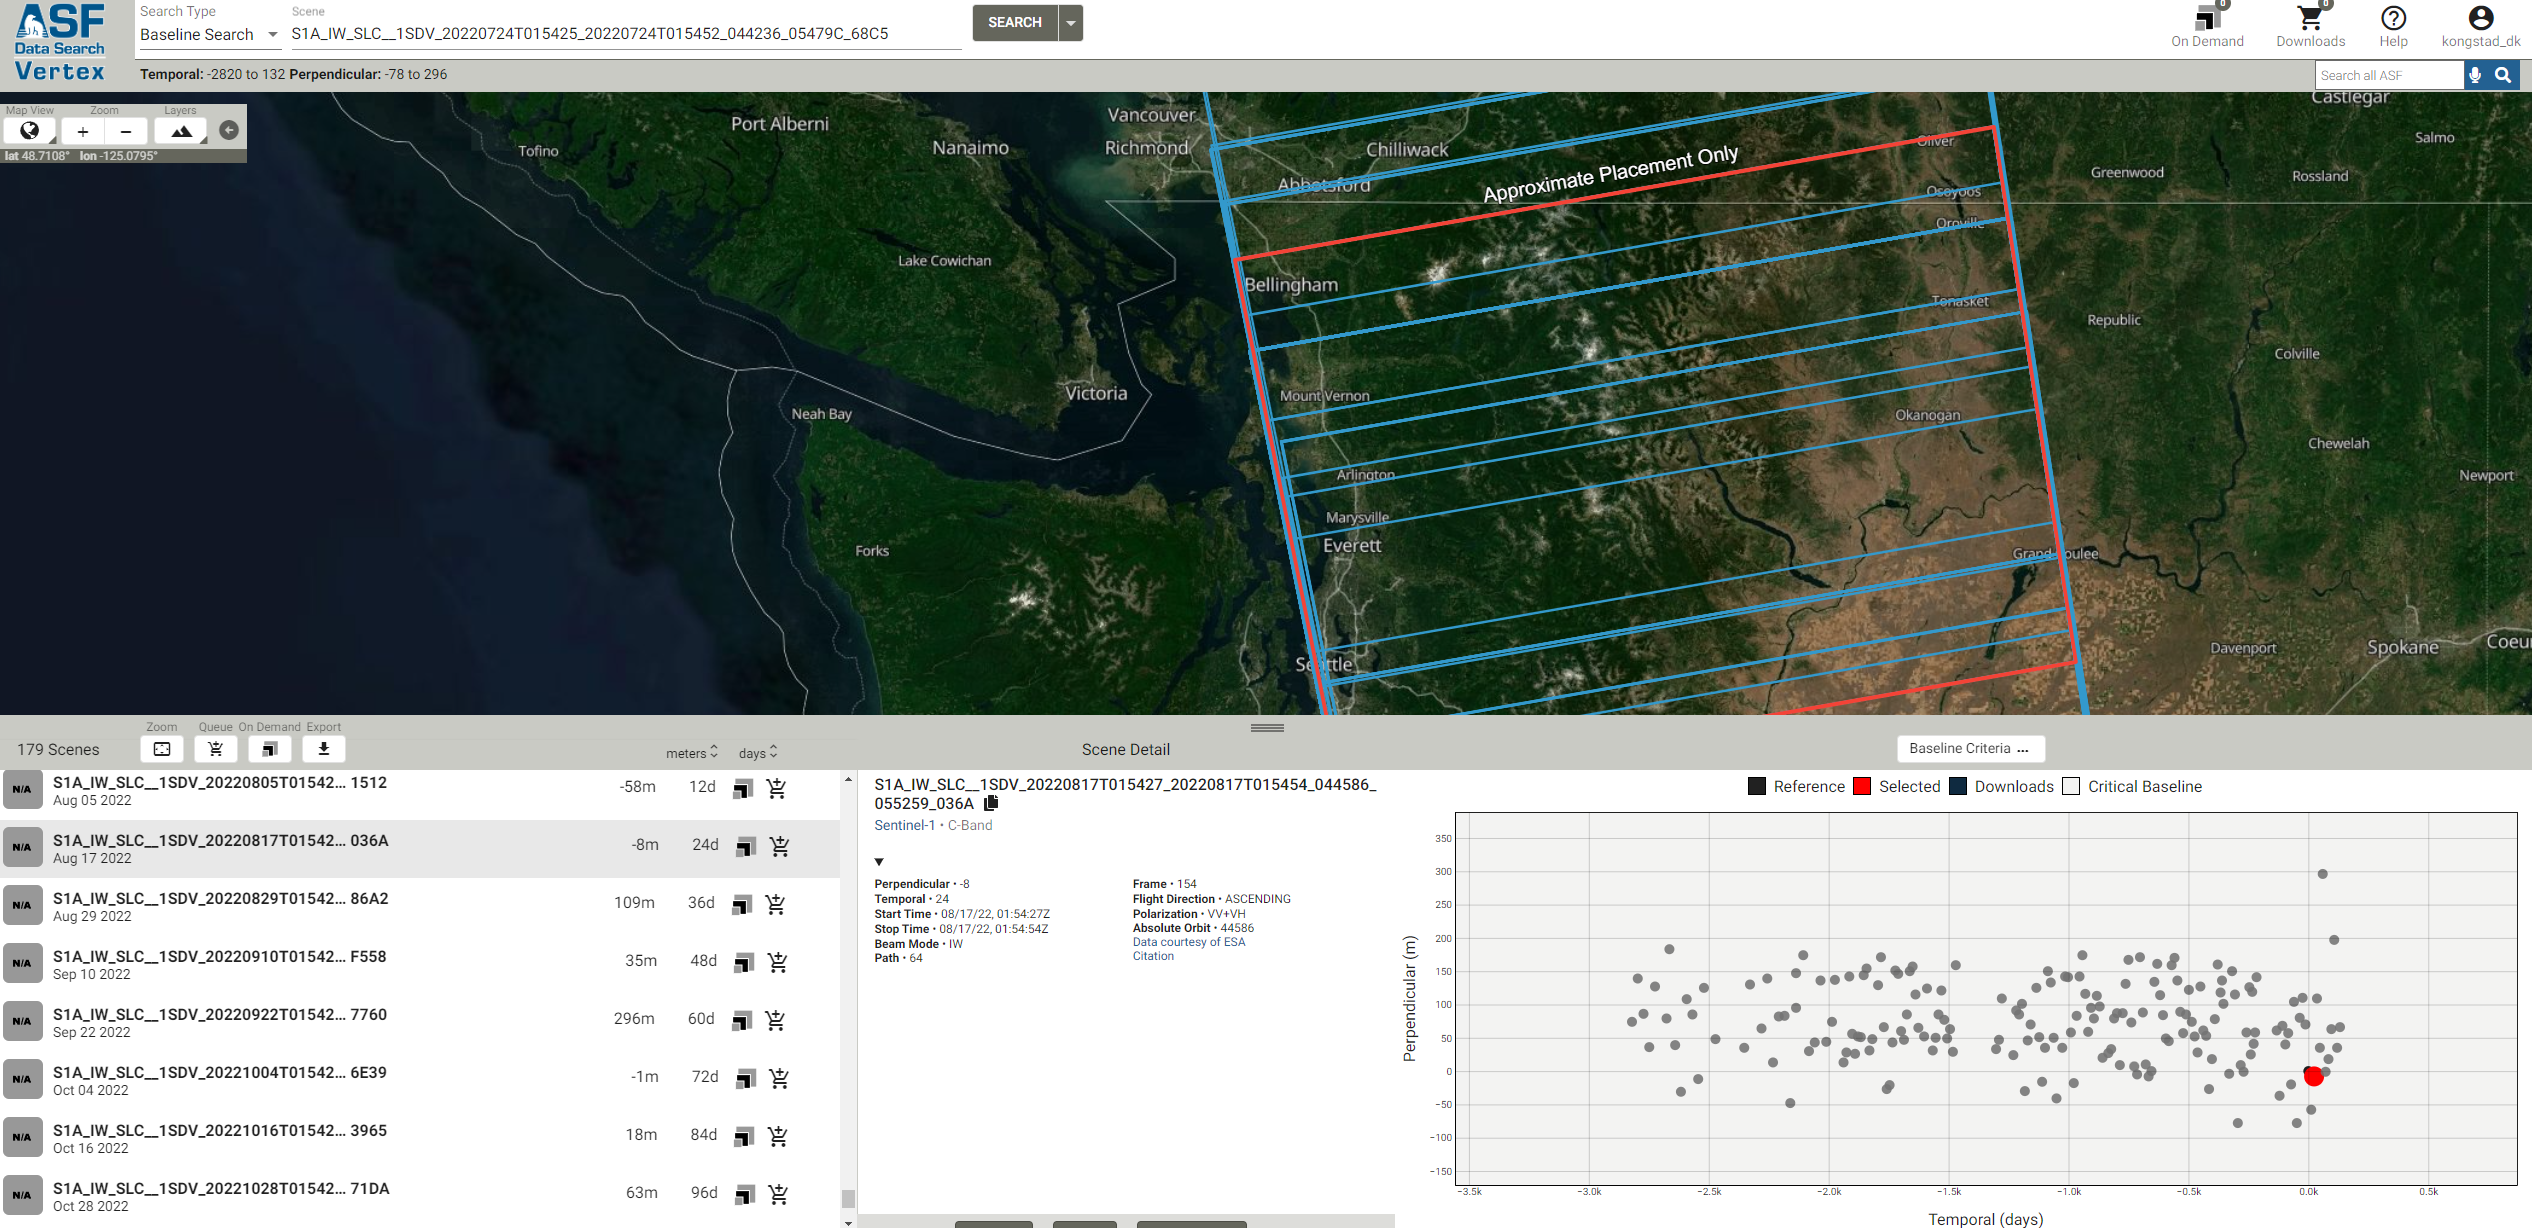 ASF
Data Search
Vertex
Search Type
Baseline Search
Scene
S1A_IW_SLC__1SDV_20220724T015425_20220724T015452_044236_05479C_68C5
SEARCH
0
On Demand
0
Downloads
Help
kongstad_dk
Temporal: -2820 to 132 Perpendicular: -78 to 296
Search all ASF
Map View
Zoom
Layers
+
−
lat 48.7108° lon -125.0795°
Port Alberni
Vancouver
Castlegar
Tofino
Nanaimo
Richmond
Chilliwack
Oliver
Salmo
Approximate Placement Only
Abbotsford
Greenwood
Rossland
Osoyoos
Oroville
Lake Cowichan
Bellingham
Tonasket
Republic
Colville
Victoria
Mount Vernon
Neah Bay
Okanogan
Chewelah
Arlington
Newport
Marysville
Everett
Forks
Grand Coulee
Seattle
Davenport
Spokane
Coeur
179 Scenes
Zoom
Queue
On Demand
Export
meters
days
N/A
S1A_IW_SLC__1SDV_20220805T01542... 1512
Aug 05 2022
-58m
12d
N/A
S1A_IW_SLC__1SDV_20220817T01542... 036A
Aug 17 2022
-8m
24d
N/A
S1A_IW_SLC__1SDV_20220829T01542... 86A2
Aug 29 2022
109m
36d
N/A
S1A_IW_SLC__1SDV_20220910T01542... F558
Sep 10 2022
35m
48d
N/A
S1A_IW_SLC__1SDV_20220922T01542... 7760
Sep 22 2022
296m
60d
N/A
S1A_IW_SLC__1SDV_20221004T01542... 6E39
Oct 04 2022
-1m
72d
N/A
S1A_IW_SLC__1SDV_20221016T01542... 3965
Oct 16 2022
18m
84d
N/A
S1A_IW_SLC__1SDV_20221028T01542... 71DA
Oct 28 2022
63m
96d
Scene Detail
S1A_IW_SLC__1SDV_20220817T015427_20220817T015454_044586_
055259_036A
Sentinel-1 • C-Band
Perpendicular • -8
Temporal • 24
Start Time • 08/17/22, 01:54:27Z
Stop Time • 08/17/22, 01:54:54Z
Beam Mode • IW
Path • 64
Frame • 154
Flight Direction • ASCENDING
Polarization • VV+VH
Absolute Orbit • 44586
Data courtesy of ESA
Citation
Baseline Criteria ...
Reference
Selected
Downloads
Critical Baseline
Perpendicular (m)
350
300
250
200
150
100
50
0
−50
−100
−150
−3.5k
−3.0k
−2.5k
−2.0k
−1.5k
−1.0k
−0.5k
0.0k
0.5k
Temporal (days)